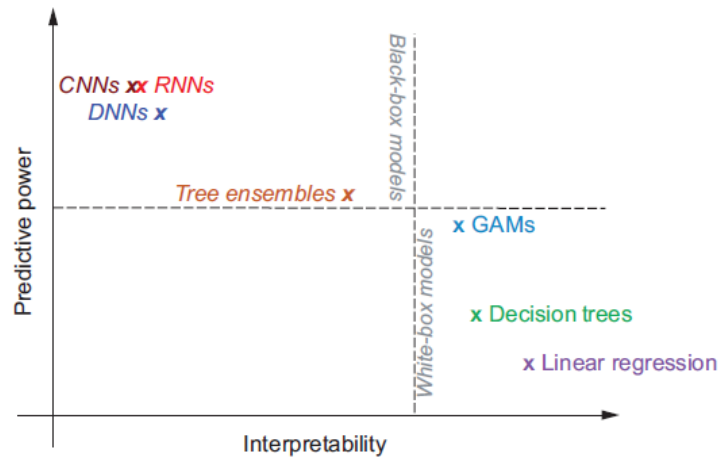 CNNs xx RNNs
DNNs x
Black-box models
Tree ensembles x
x GAMs
White-box models
x Decision trees
x Linear regression
Predictive power
Interpretability